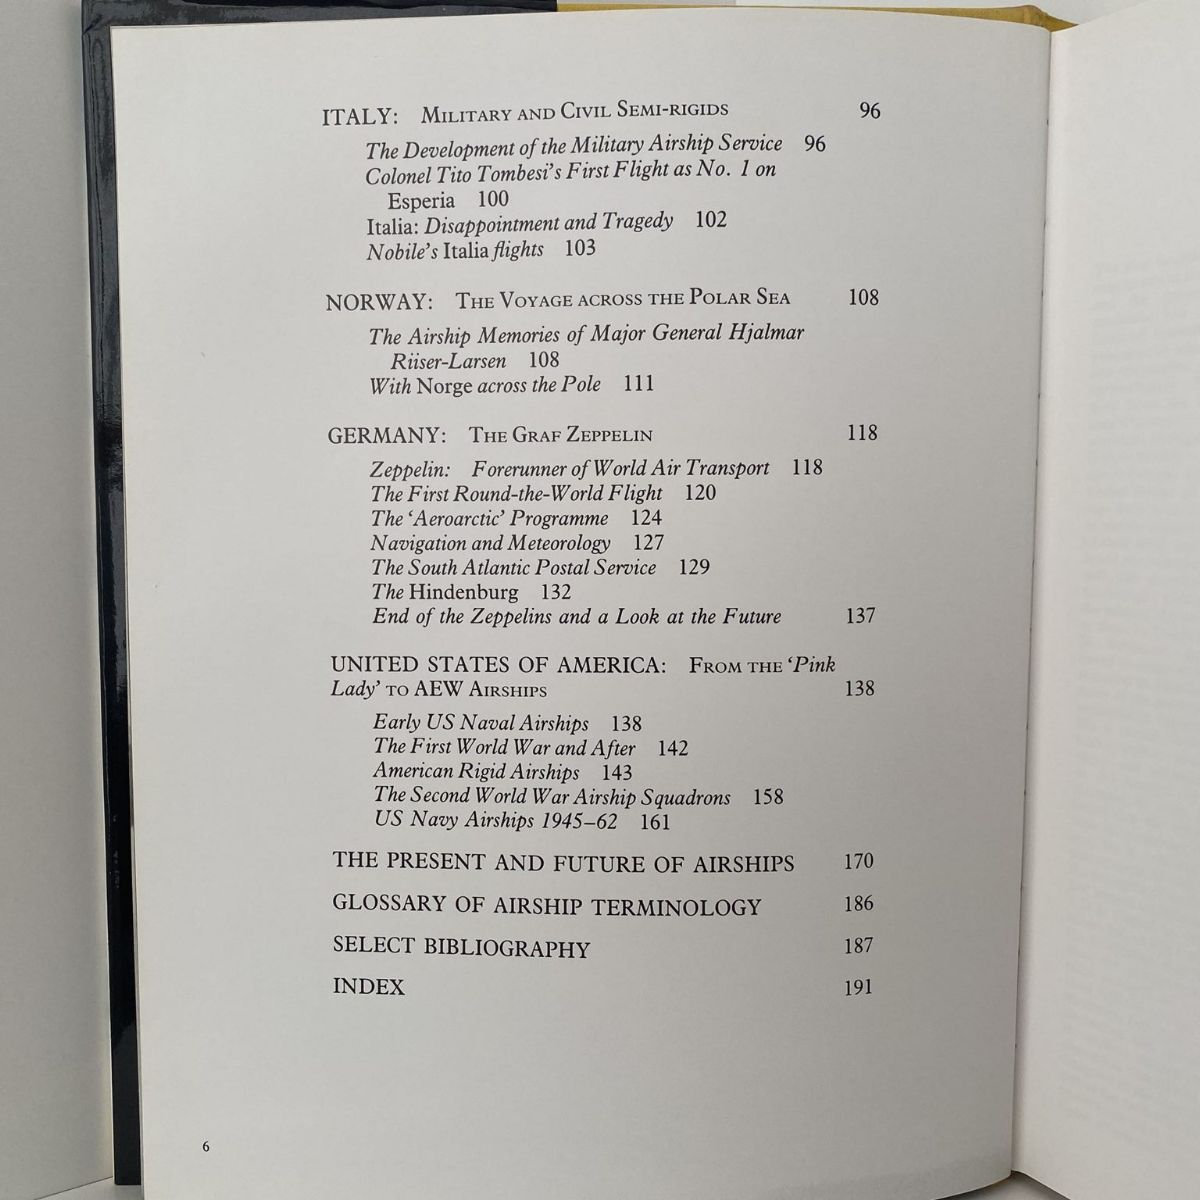 ITALY: MILITARY AND CIVIL SEMI-RIGIDS 96
The Development of the Military Airship Service 96
Colonel Tito Tombesi's First Flight as No. 1 on
Esperia 100
Italia: Disappointment and Tragedy 102
Nobile's Italia flights 103
NORWAY: THE VOYAGE ACROSS THE POLAR SEA 108
The Airship Memories of Major General Hjalmar
Riiser-Larsen 108
With Norge across the Pole 111
GERMANY: THE GRAF ZEPPELIN 118
Zeppelin: Forerunner of World Air Transport 118
The First Round-the-World Flight 120
The ‘Aeroarctic’ Programme 124
Navigation and Meteorology 127
The South Atlantic Postal Service 129
The Hindenburg 132
End of the Zeppelins and a Look at the Future 137
UNITED STATES OF AMERICA: FROM THE ‘Pink
Lady’ TO AEW AIRSHIPS 138
Early US Naval Airships 138
The First World War and After 142
American Rigid Airships 143
The Second World War Airship Squadrons 158
US Navy Airships 1945–62 161
THE PRESENT AND FUTURE OF AIRSHIPS 170
GLOSSARY OF AIRSHIP TERMINOLOGY 186
SELECT BIBLIOGRAPHY 187
INDEX 191
6